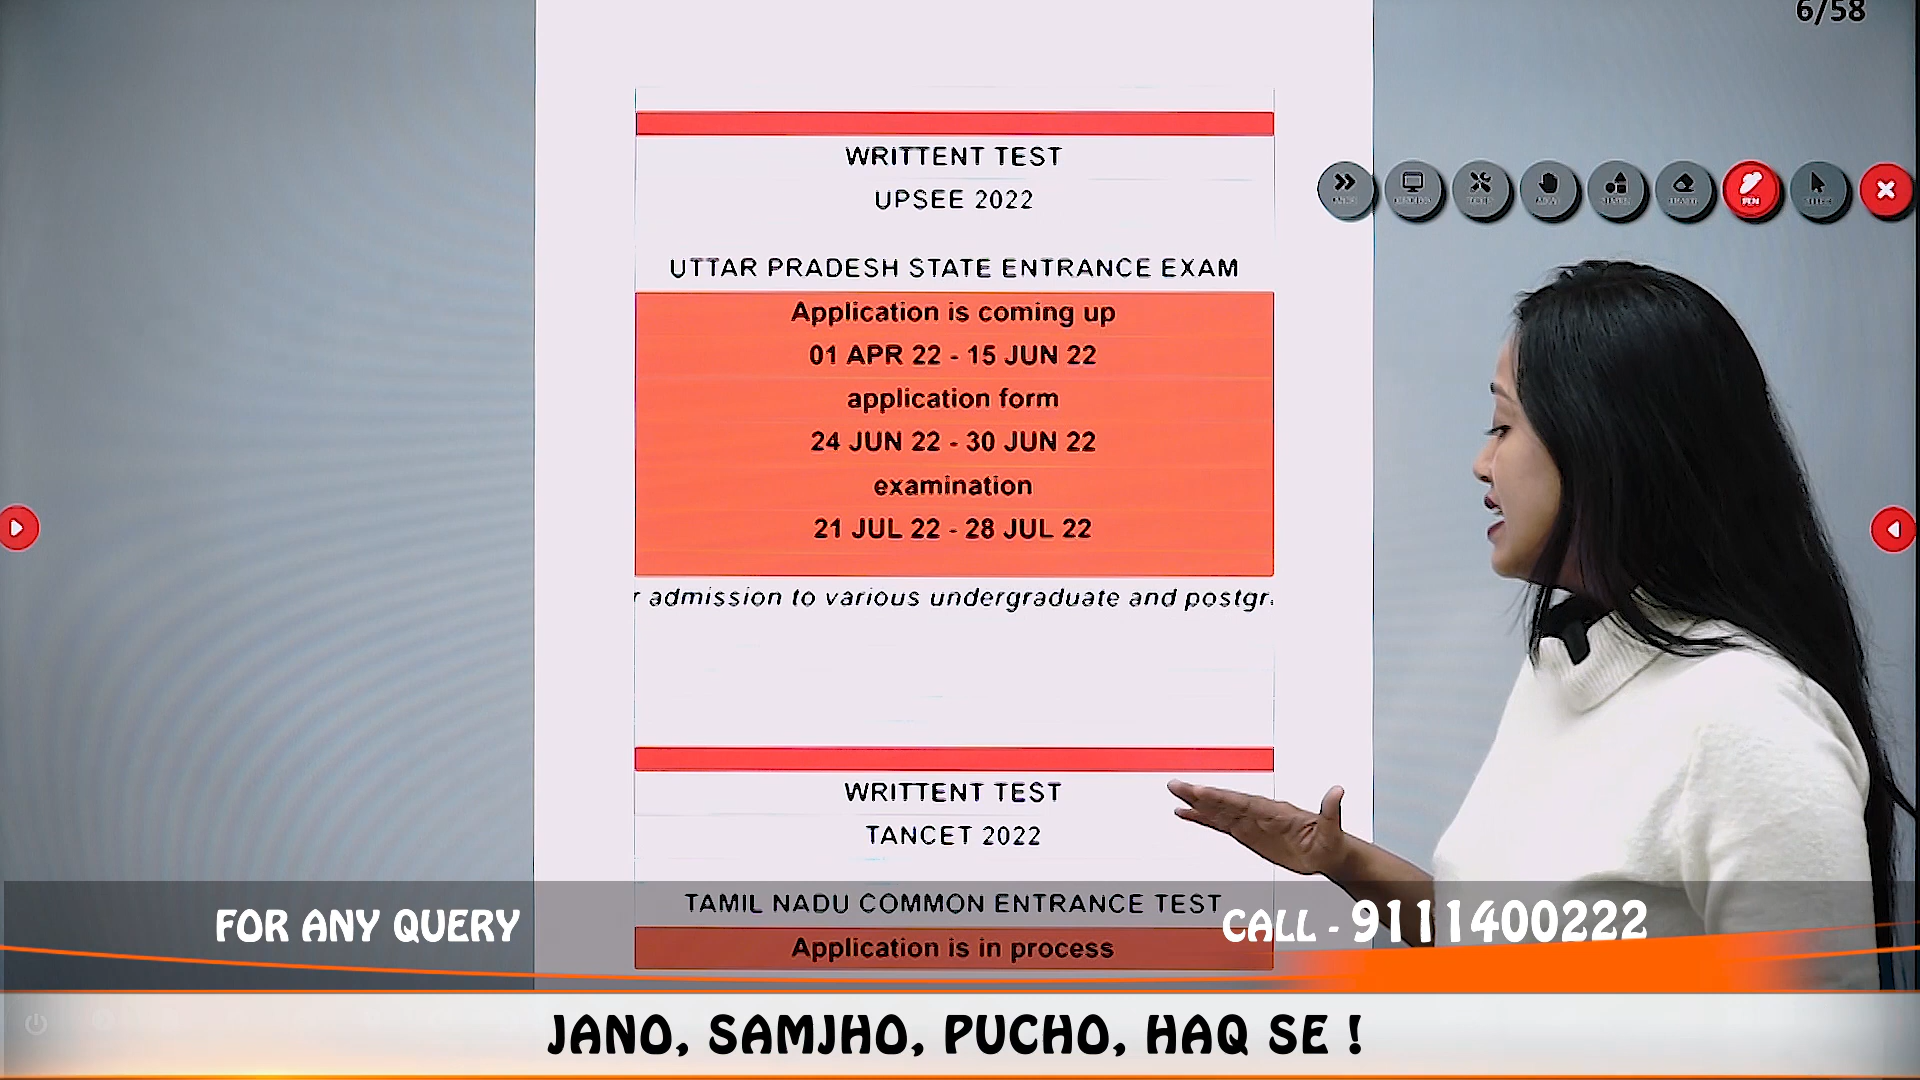 6/58
WRITTENT TEST
UPSEE 2022
UTTAR PRADESH STATE ENTRANCE EXAM
Application is coming up
01 APR 22 - 15 JUN 22
application form
24 JUN 22 - 30 JUN 22
examination
21 JUL 22 - 28 JUL 22
r admission to various undergraduate and postgr
WRITTENT TEST
TANCET 2022
TAMIL NADU COMMON ENTRANCE TEST
Application is in process
FOR ANY QUERY
CALL - 9111400222
JANO, SAMJHO, PUCHO, HAQ SE !